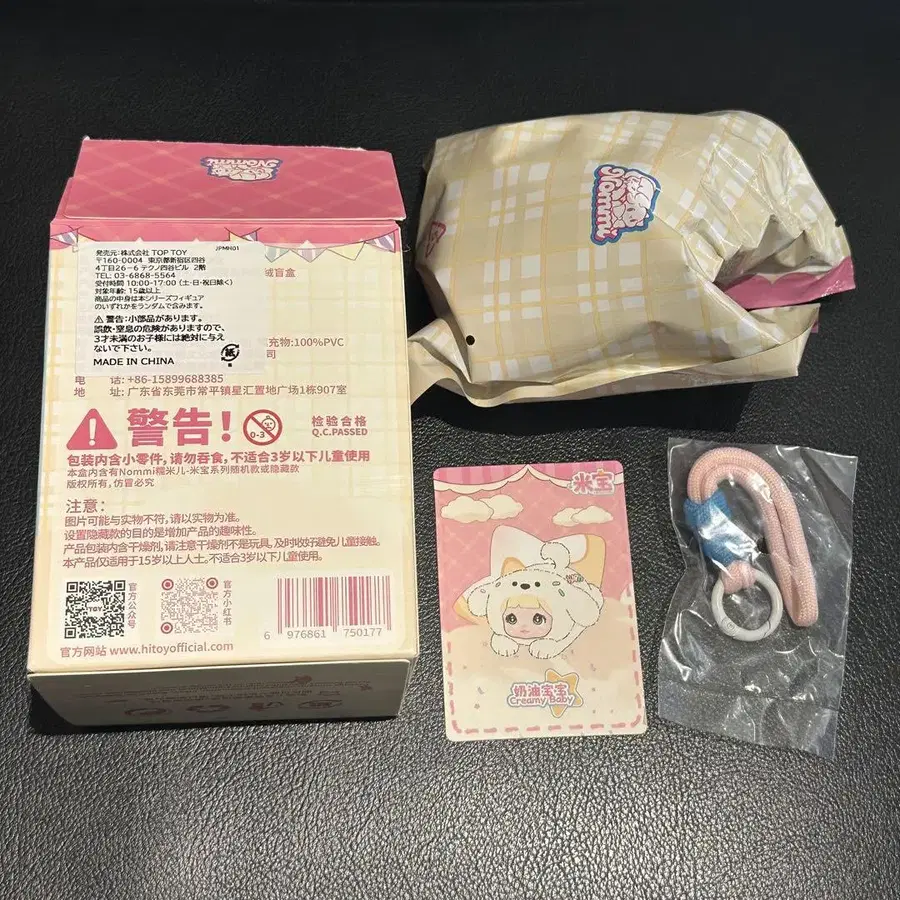 Nommi
JPMH01
発売元:株式会社 TOP TOY
〒160-0004 東京都新宿区四谷
4丁目26-6 テクノ四谷ビル 2階
TEL: 03-6868-5564
受付時間 10:00-17:00 (土・日・祝日除く)
対象年齢: 15歳以上
商品の中身は本シリーズフィギュア
のいずれかをランダムで含みます。
⚠警告:小部品があります。
誤飲・窒息の危険がありますので、
3才未満のお子様には絶対に与え
ないで下さい。
MADE IN CHINA
紙
绒盲盒
充物:100%PVC
司
电 话: +86-15899688385
地 址: 广东省东莞市常平镇星汇置地广场1栋907室
警告!
0-3
检验合格
Q.C.PASSED
包装内含小零件, 请勿吞食, 不适合3岁以下儿童使用
本盒内含有Nommi糯米儿-米宝系列随机款或隐藏款
版权所有, 仿冒必究
注意:
图片可能与实物不符, 请以实物为准。
设置隐藏款的目的是增加产品的趣味性。
产品包装内含干燥剂, 请注意干燥剂不是玩具, 及时收好避免儿童接触。
本产品仅适用于15岁以上人士。不适合3岁以下儿童使用。
TOY
官方公众号
官方小红书
6 976861 750177
官方网站 www.hitoyofficial.com
Nommi
米宝
奶油宝宝
Creamy Baby